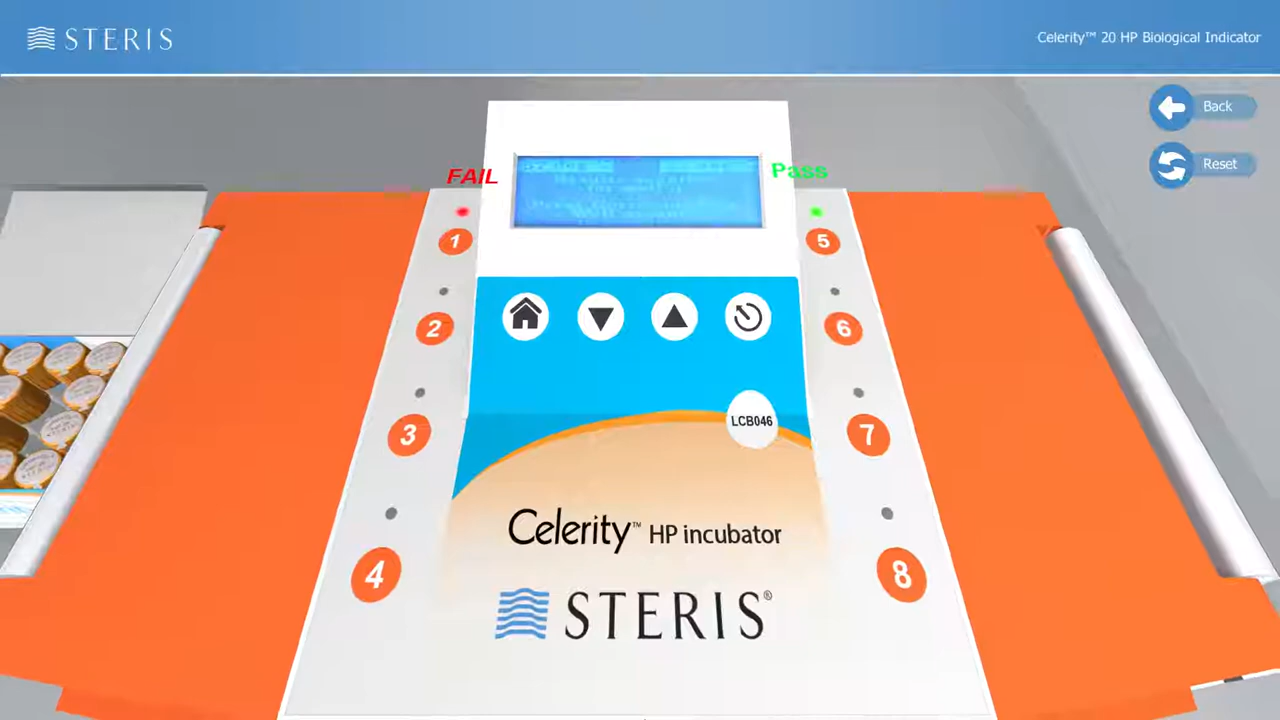 STERIS
Celerity™ 20 HP Biological Indicator
Back
Reset
FAIL
Pass
1
5
2
6
3
7
LCB046
4
8
Celerity™ HP incubator
STERIS®